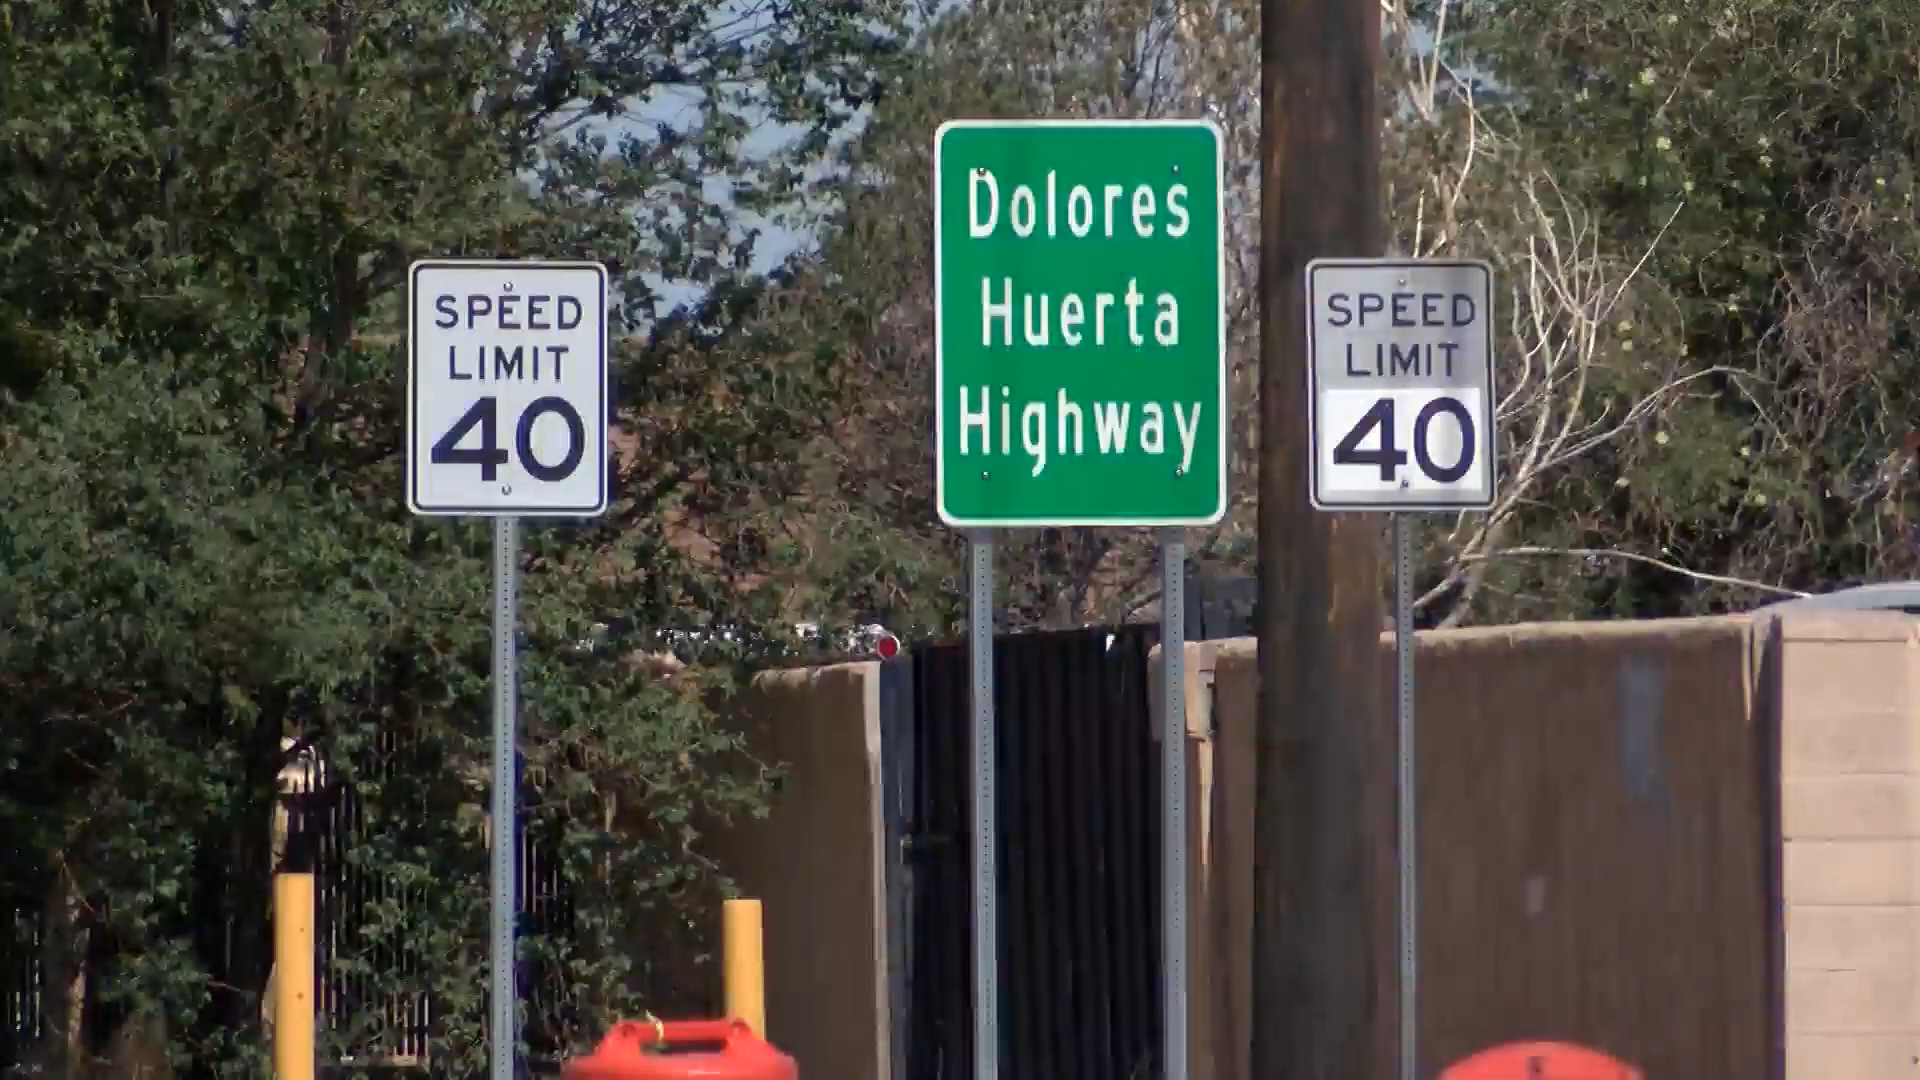 SPEED
LIMIT
40
Dolores
Huerta
Highway
SPEED
LIMIT
40